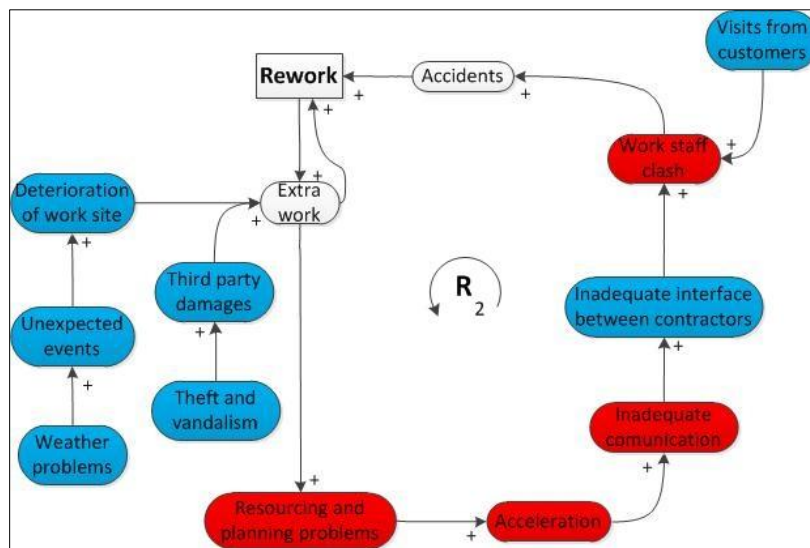 Visits from
customers
Rework
Accidents
+
+
+
+
Work staff
clash
+
+
+
Deterioration
of work site
+
Extra
work
+
Third party
damages
+
R
2
Inadequate interface
between contractors
+
Unexpected
events
+
Theft and
vandalism
Weather
problems
Inadequate
comunication
+
+
Resourcing and
planning problems
+
Acceleration